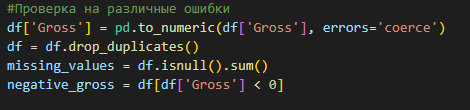 #Проверка на различные ошибки
df['Gross'] = pd.to_numeric(df['Gross'], errors='coerce')
df = df.drop_duplicates()
missing_values = df.isnull().sum()
negative_gross = df[df['Gross'] < 0]